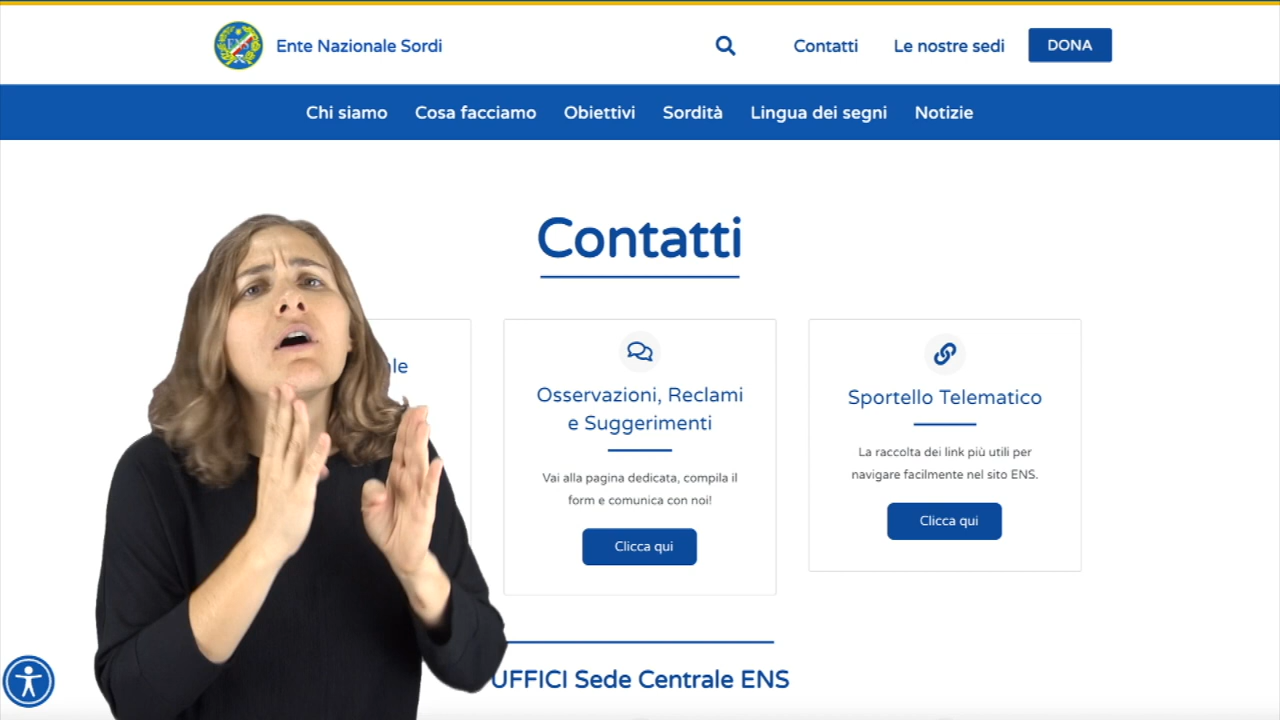 Ente Nazionale Sordi
Contatti
Le nostre sedi
DONA
Chi siamo
Cosa facciamo
Obiettivi
Sordità
Lingua dei segni
Notizie
Contatti
Osservazioni, Reclami
e Suggerimenti
Vai alla pagina dedicata, compila il
form e comunica con noi!
Clicca qui
Sportello Telematico
La raccolta dei link più utili per
navigare facilmente nel sito ENS.
Clicca qui
UFFICI Sede Centrale ENS